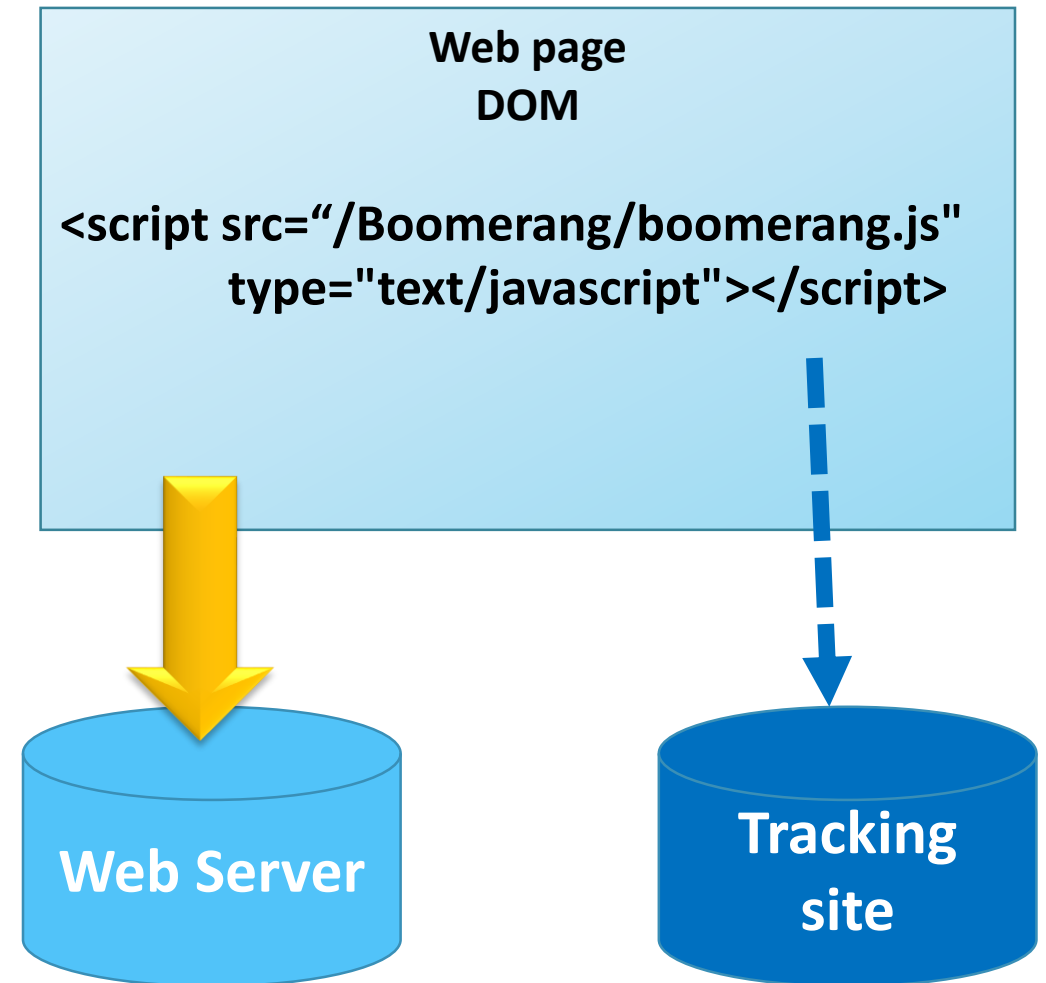 Web page
DOM
<script src=“/Boomerang/boomerang.js"
type="text/javascript"></script>
Web Server
Tracking
site